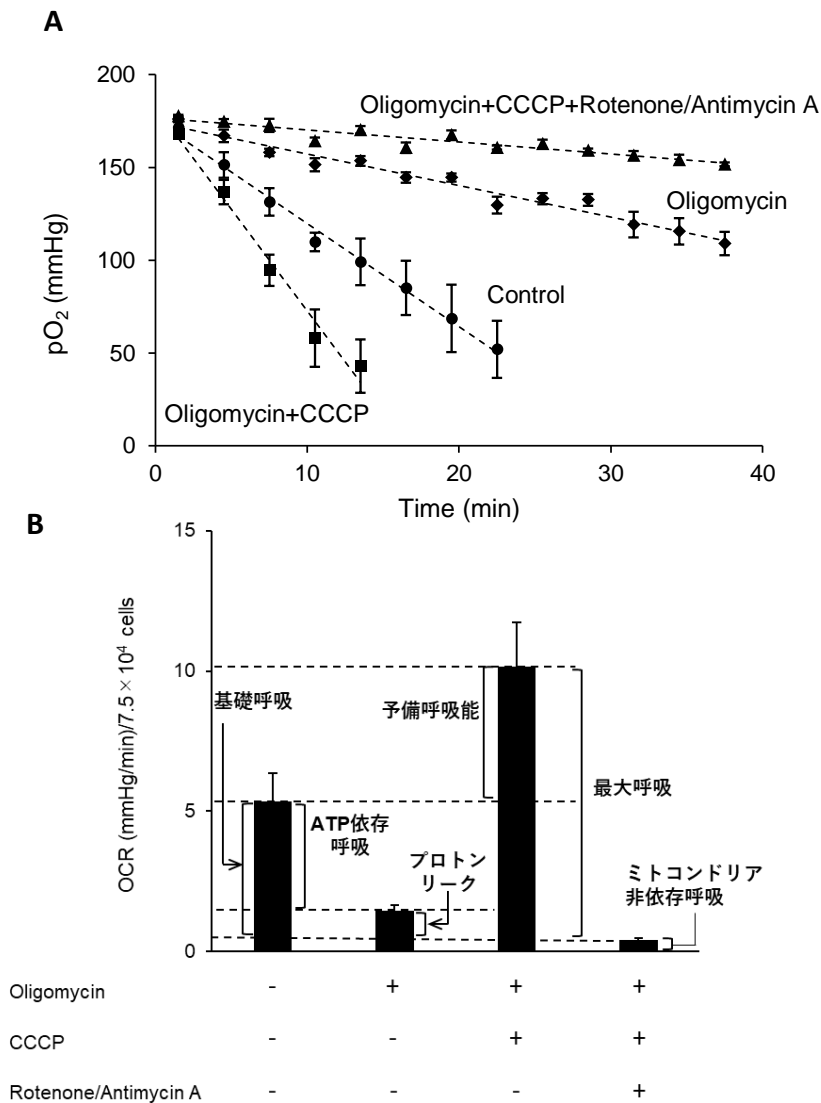 A
200
150
100
50
0
pO2 (mmHg)
Oligomycin+CCCP+Rotenone/Antimycin A
Oligomycin
Control
Oligomycin+CCCP
0 10 20 30 40
Time (min)
B
15
10
5
0
OCR (mmHg/min)/7.5×10⁴ cells
基礎呼吸
ATP依存
呼吸
プロトン
リーク
予備呼吸能
最大呼吸
ミトコンドリア
非依存呼吸
Oligomycin - + + +
CCCP - - + +
Rotenone/Antimycin A - - - +